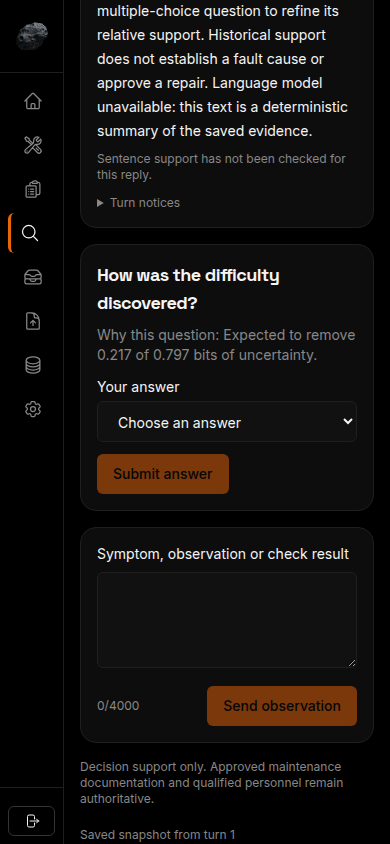 multiple-choice question to refine its
relative support. Historical support
does not establish a fault cause or
approve a repair. Language model
unavailable: this text is a deterministic
summary of the saved evidence.
Sentence support has not been checked for
this reply.
Turn notices
How was the difficulty
discovered?
Why this question: Expected to remove
0.217 of 0.797 bits of uncertainty.
Your answer
Choose an answer
Submit answer
Symptom, observation or check result
0/4000
Send observation
Decision support only. Approved maintenance
documentation and qualified personnel remain
authoritative.
Saved snapshot from turn 1